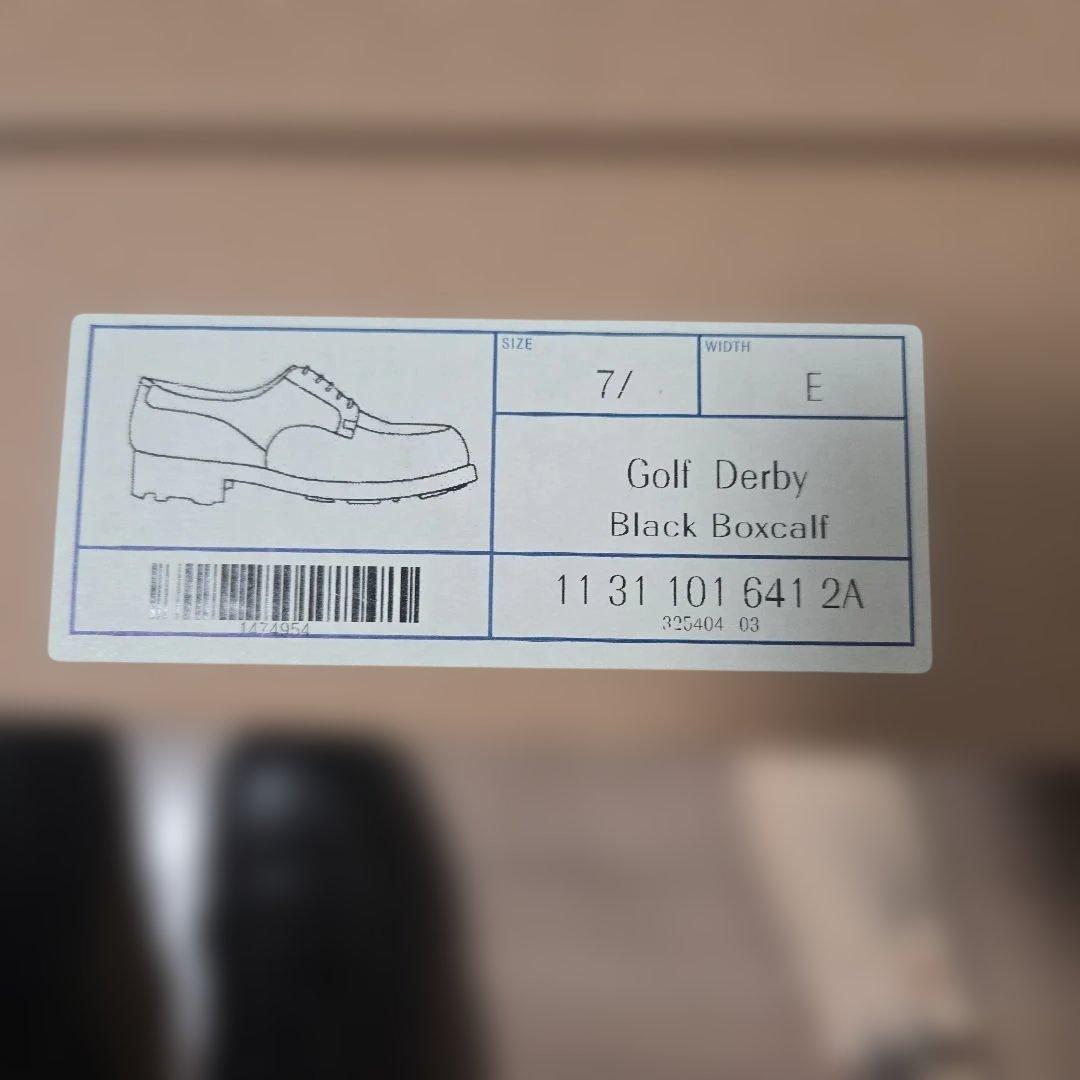 SIZE
7/
WIDTH
E
Golf Derby
Black Boxcalf
1474954
11 31 101 641 2A
325404 03